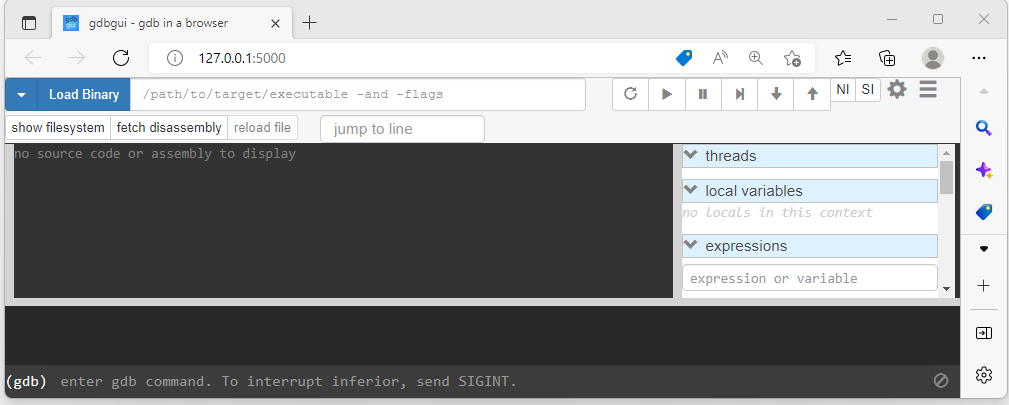 gdbgui - gdb in a browser
127.0.0.1:5000
Load Binary /path/to/target/executable -and -flags NI SI
show filesystem fetch disassembly reload file jump to line
no source code or assembly to display
threads
local variables
no locals in this context
expressions
expression or variable
(gdb) enter gdb command. To interrupt inferior, send SIGINT.